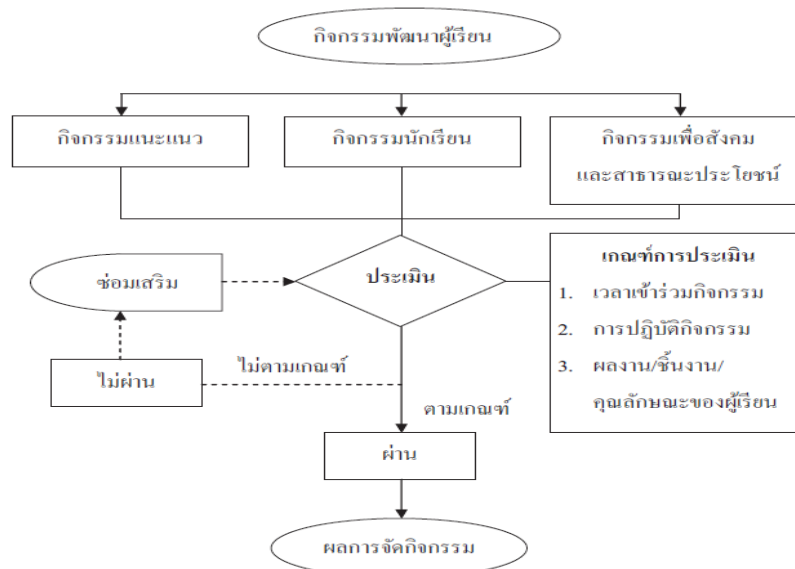 กิจกรรมพัฒนาผู้เรียน
กิจกรรมแนะแนว
กิจกรรมนักเรียน
กิจกรรมเพื่อสังคม
และสาธารณะประโยชน์
ซ่อมเสริม
ประเมิน
เกณฑ์การประเมิน
1. เวลาเข้าร่วมกิจกรรม
2. การปฏิบัติกิจกรรม
3. ผลงาน/ชิ้นงาน/
คุณลักษณะของผู้เรียน
ไม่ผ่าน
ไม่ตามเกณฑ์
ตามเกณฑ์
ผ่าน
ผลการจัดกิจกรรม